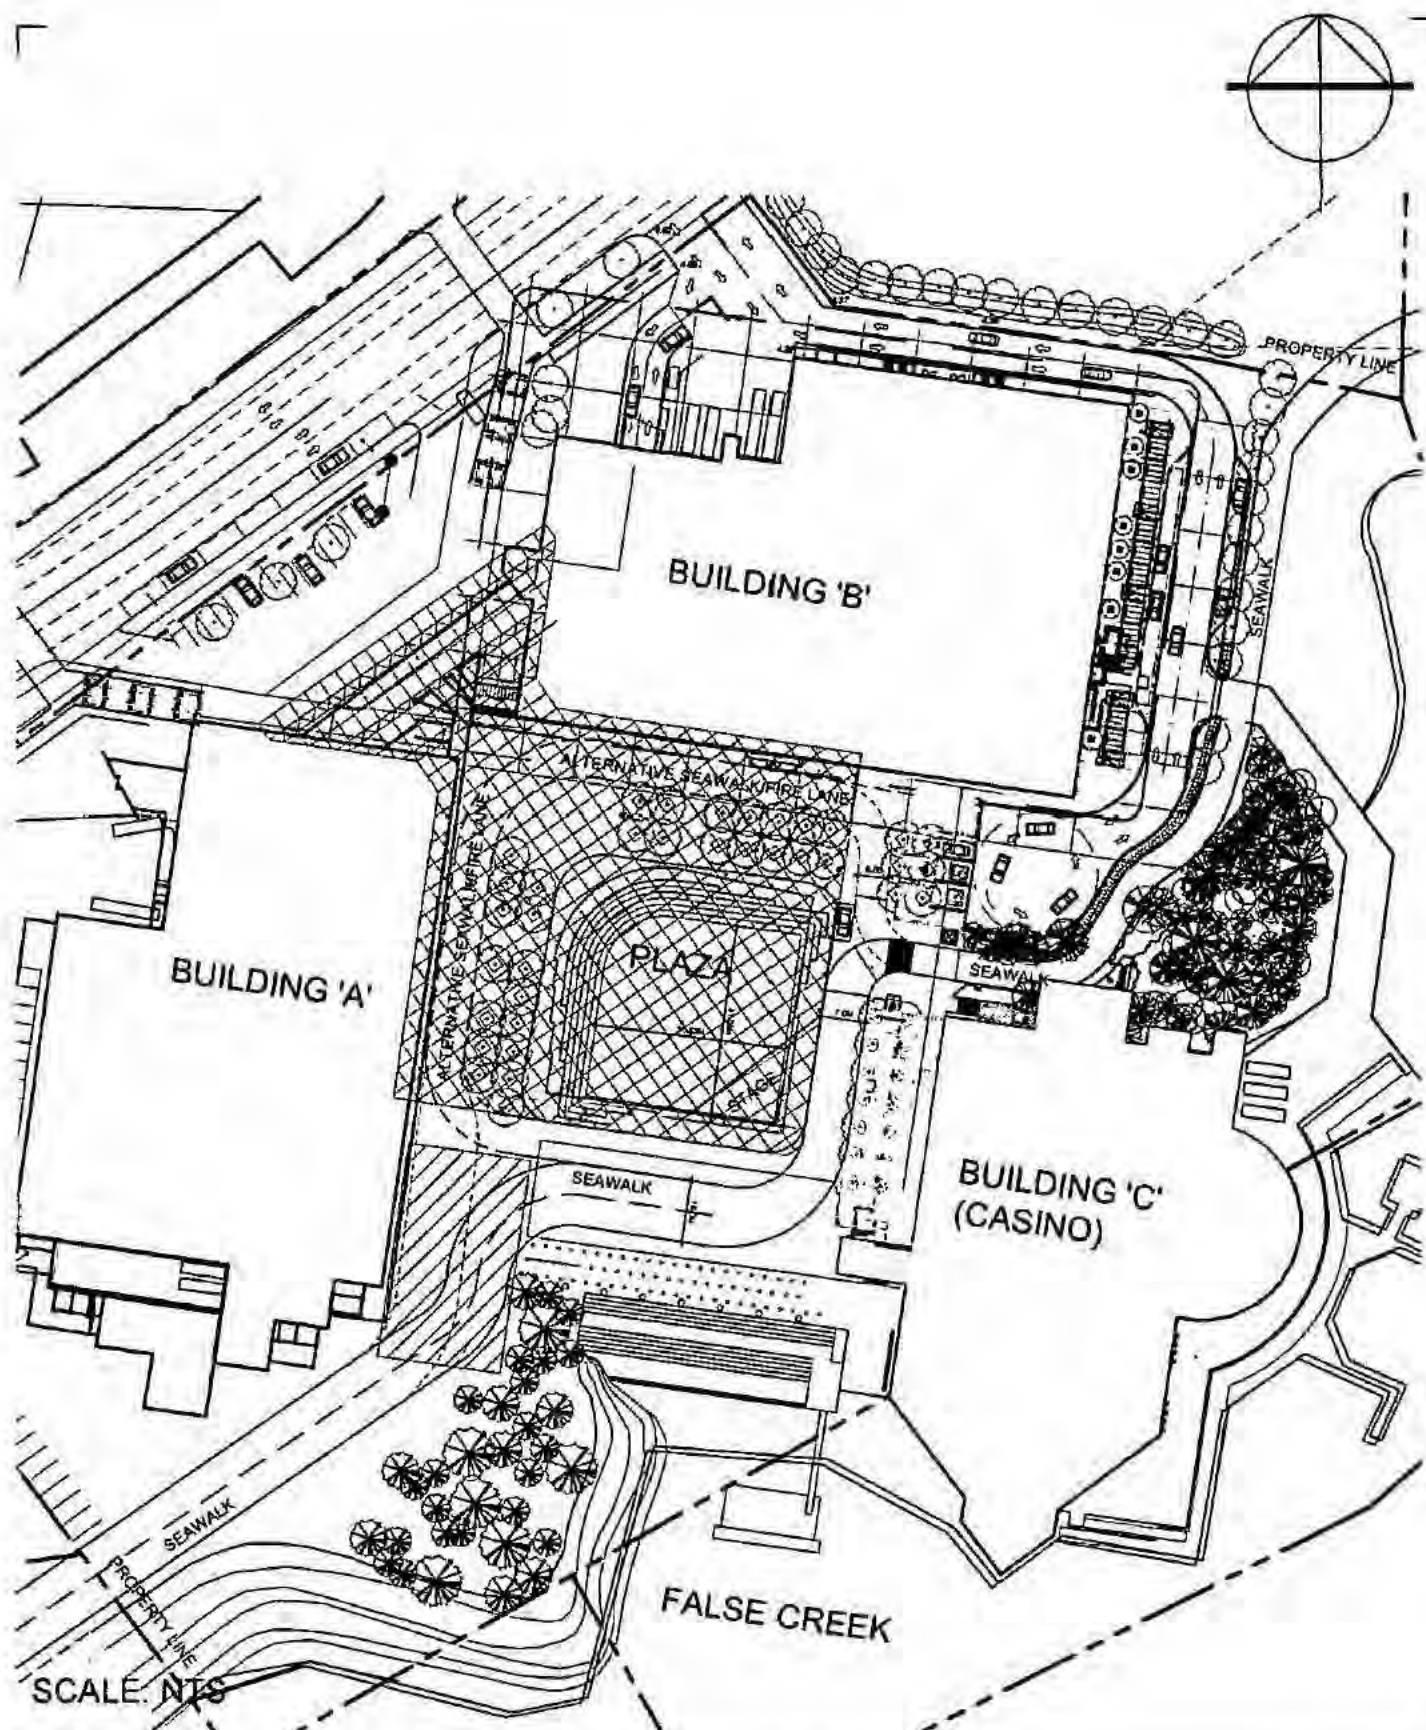 PROPERTY LINE
SEAWALK
BUILDING 'B'
ALTERNATIVE SEAWALK/FIRE LANE
ALTERNATIVE SEAWALK/FIRE LANE
PLAZA
BUILDING 'A'
SEAWALK
STAGE
SEAWALK
BUILDING 'C'
(CASINO)
SEAWALK
PROPERTY LINE
FALSE CREEK
SCALE: NTS